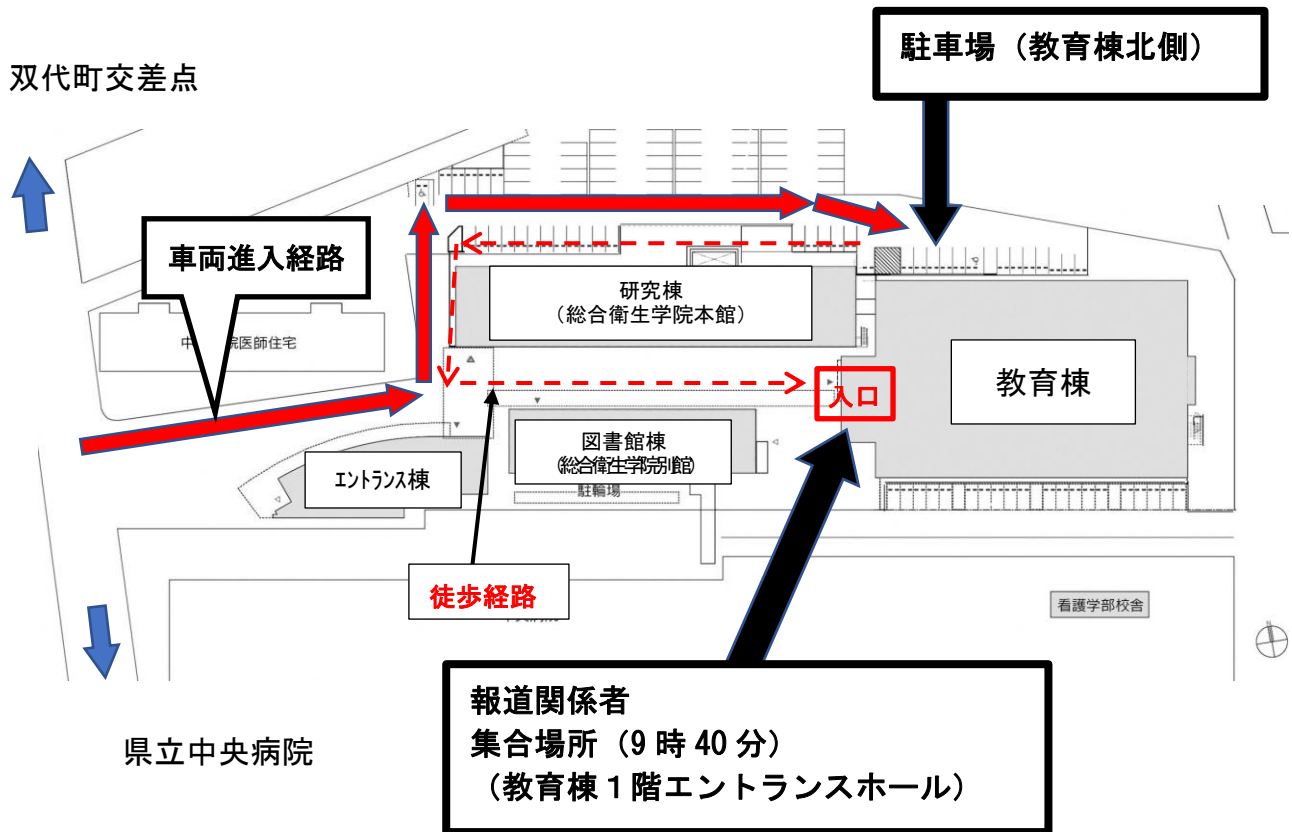 駐車場（教育棟北側）
双代町交差点
車両進入経路
研究棟
（総合衛生学院本館）
院医師住宅
教育棟
入口
図書館棟
（総合衛生学院別館）
エントランス棟
駐輪場
徒歩経路
看護学部校舎
報道関係者
集合場所（9時40分）
（教育棟１階エントランスホール）
県立中央病院